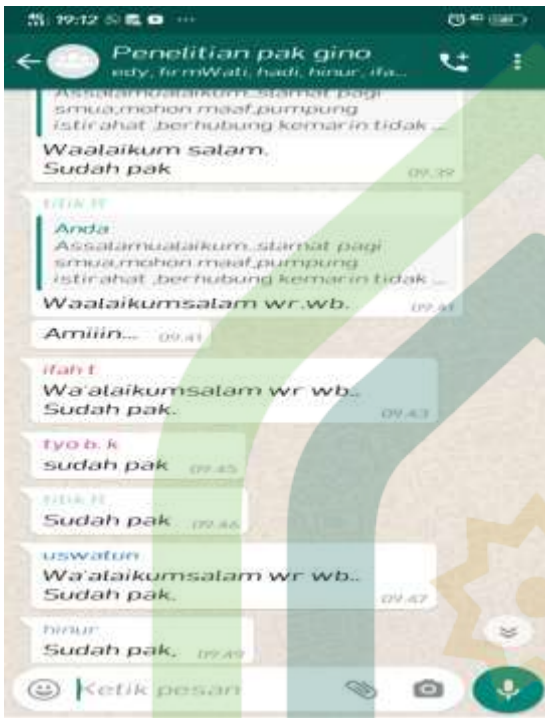 19:12
Penelitian pak gino
edy, firmWati, hadi, hinur, ifa...
Assalamualaikum..slamat pagi
smua,mohon maaf,pumpung
istirahat ,berhubung kemarin tidak ...
Waalaikum salam.
Sudah pak
09.39
titik R
Anda
Assalamualaikum..slamat pagi
smua,mohon maaf,pumpung
istirahat ,berhubung kemarin tidak ...
Waalaikumsalam wr.wb.
09.41
Amiiin...
09.41
ifah t
Wa'alaikumsalam wr wb..
Sudah pak.
09.43
tyo b. k
sudah pak
09.45
titik R
Sudah pak
09.46
uswatun
Wa'alaikumsalam wr wb..
Sudah pak.
09.47
hinur
Sudah pak,
09.49
Ketik pesan